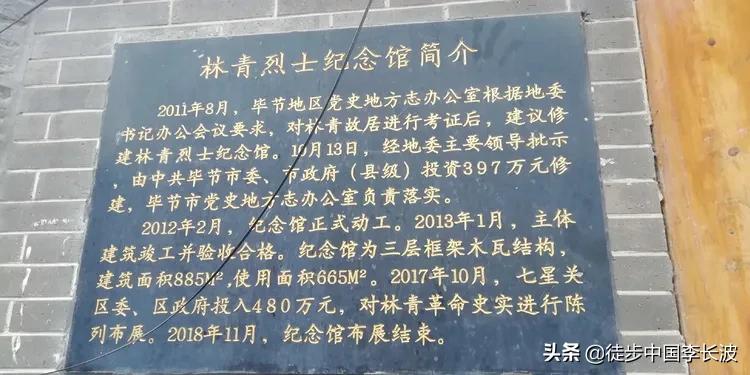 林青烈士纪念馆简介
2011年8月，毕节地区党史地方志办公室根据地委
书记办公会议要求，对林青故居进行考证后，建议修
建林青烈士纪念馆。10月13日，经地委主要领导批示
，由中共毕节市委、市政府（县级）投资397万元修
建，毕节市党史地方志办公室负责落实。
2012年2月，纪念馆正式动工。2013年1月，主体
建筑竣工并验收合格。纪念馆为三层框架木瓦结构，
建筑面积885M²,使用面积665M²。2017年10月，七星关
区委、区政府投入480万元，对林青革命史实进行陈
列布展。2018年11月，纪念馆布展结束。
头条 @徒步中国李长波